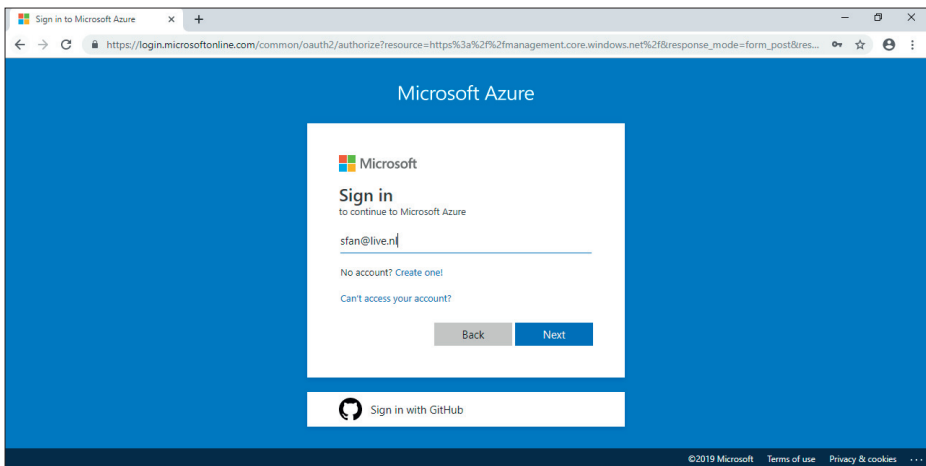 Sign in to Microsoft Azure
https://login.microsoftonline.com/common/oauth2/authorize?resource=https%3a%2f%2fmanagement.core.windows.net%2f&response_mode=form_post&res...
Microsoft Azure
Microsoft
Sign in
to continue to Microsoft Azure
sfan@live.nl
No account? Create one!
Can't access your account?
Back Next
Sign in with GitHub
©2019 Microsoft Terms of use Privacy & cookies ...